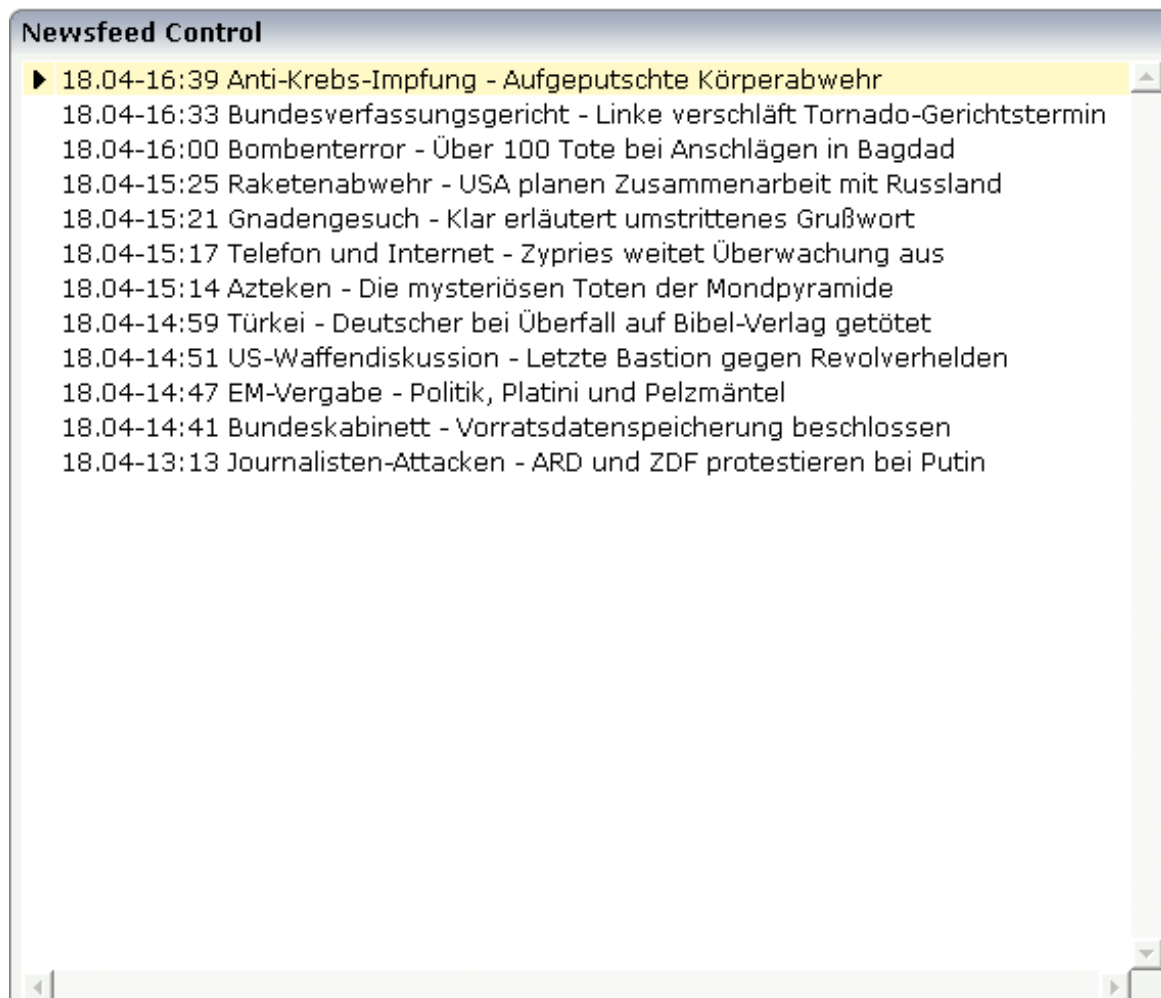 Newsfeed Control
18.04-16:39 Anti-Krebs-Impfung - Aufgeputschte Körperabwehr
18.04-16:33 Bundesverfassungsgericht - Linke verschläft Tornado-Gerichtstermin
18.04-16:00 Bombenterror - Über 100 Tote bei Anschlägen in Bagdad
18.04-15:25 Raketenabwehr - USA planen Zusammenarbeit mit Russland
18.04-15:21 Gnadengesuch - Klar erläutert umstrittenes Grußwort
18.04-15:17 Telefon und Internet - Zypries weitet Überwachung aus
18.04-15:14 Azteken - Die mysteriösen Toten der Mondpyramide
18.04-14:59 Türkei - Deutscher bei Überfall auf Bibel-Verlag getötet
18.04-14:51 US-Waffendiskussion - Letzte Bastion gegen Revolverhelden
18.04-14:47 EM-Vergabe - Politik, Platini und Pelzmäntel
18.04-14:41 Bundeskabinett - Vorratsdatenspeicherung beschlossen
18.04-13:13 Journalisten-Attacken - ARD und ZDF protestieren bei Putin